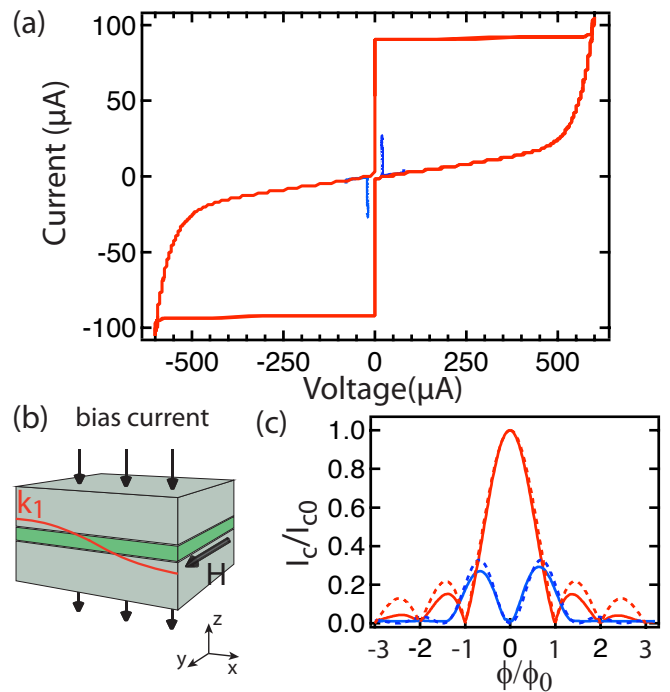 (a)
Current (μA)
100
50
0
-50
-100
-500
-250
0
250
500
Voltage(μA)
(b)
bias current
k1
H
z
y
x
(c)
Ic/Ic0
1.0
0.8
0.6
0.4
0.2
0.0
-3
-2
-1
0
1
2
3
ϕ/ϕ0